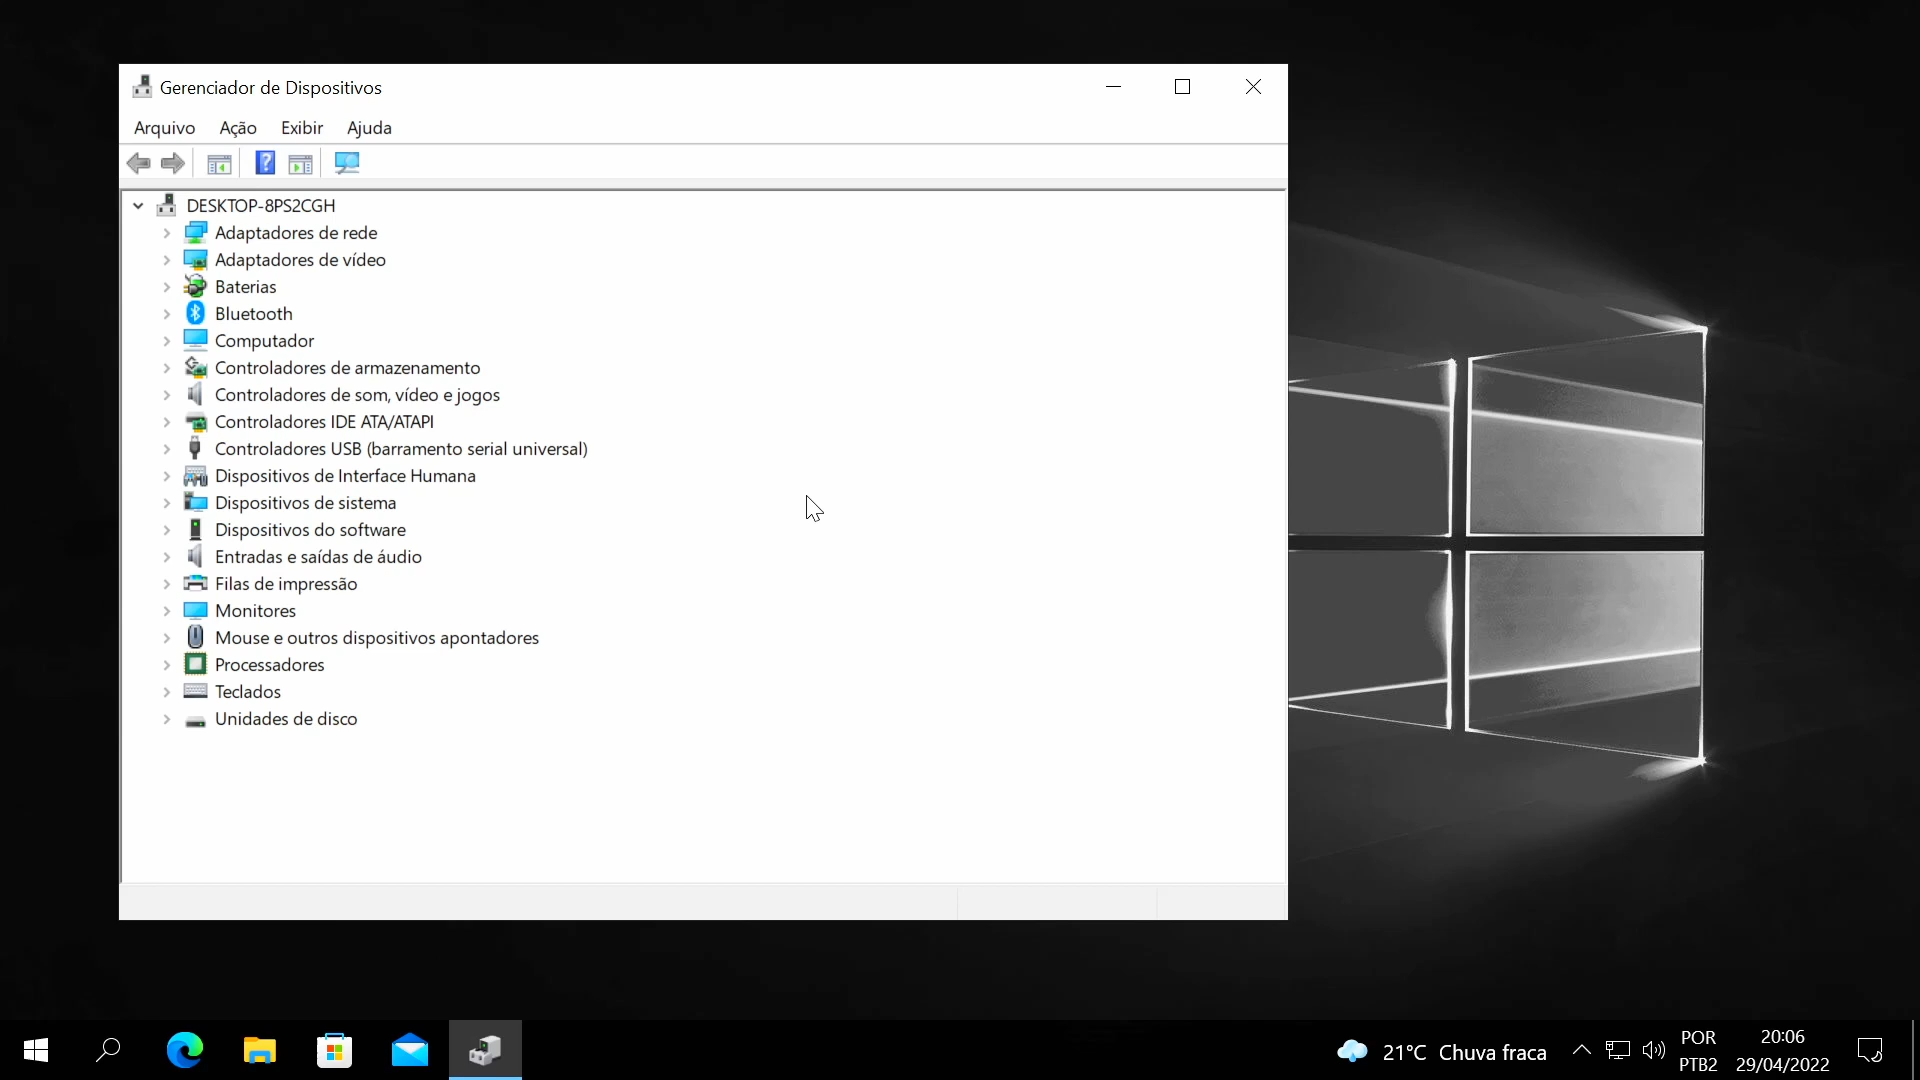 Gerenciador de Dispositivos
Arquivo Ação Exibir Ajuda
DESKTOP-8PS2CGH
Adaptadores de rede
Adaptadores de vídeo
Baterias
Bluetooth
Computador
Controladores de armazenamento
Controladores de som, vídeo e jogos
Controladores IDE ATA/ATAPI
Controladores USB (barramento serial universal)
Dispositivos de Interface Humana
Dispositivos de sistema
Dispositivos do software
Entradas e saídas de áudio
Filas de impressão
Monitores
Mouse e outros dispositivos apontadores
Processadores
Teclados
Unidades de disco
21°C Chuva fraca
POR
PTB2
20:06
29/04/2022